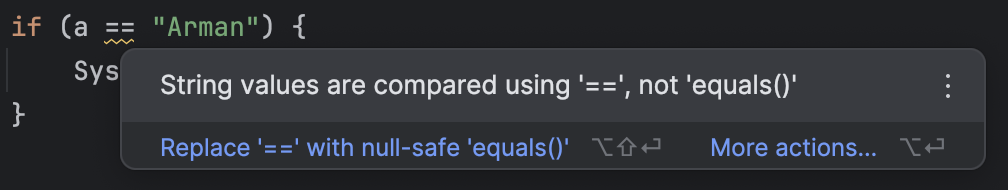 if (a == "Arman") {
Sys
}
String values are compared using '==', not 'equals()'
Replace '==' with null-safe 'equals()' ⌥⇧⏎ More actions... ⌥⏎